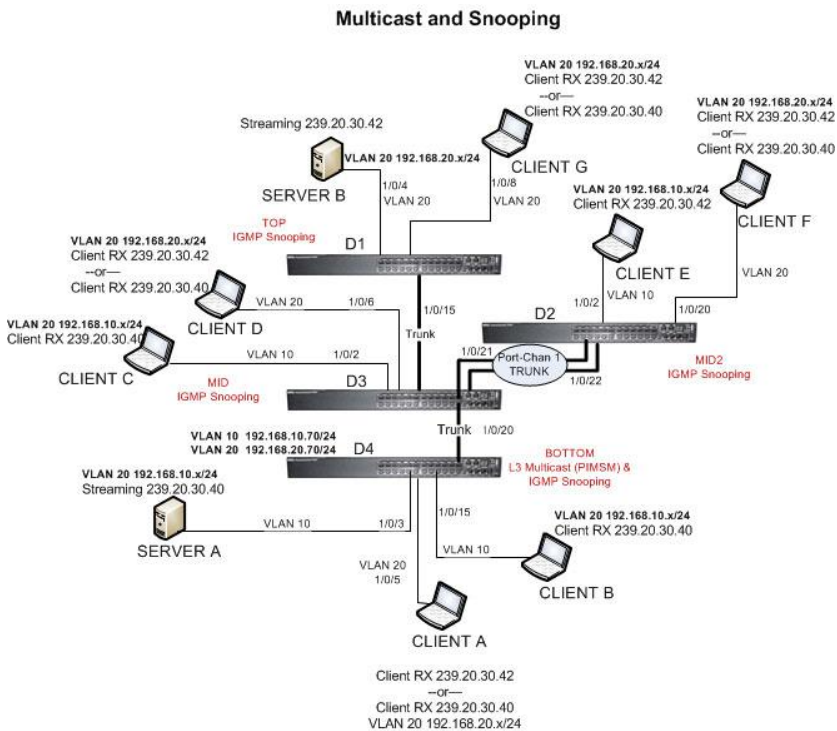 Multicast and Snooping
VLAN 20 192.168.20.x/24
Client RX 239.20.30.42
--or—
Client RX 239.20.30.40
VLAN 20 192.168.20.x/24
Client RX 239.20.30.42
--or—
Client RX 239.20.30.40
Streaming 239.20.30.42
VLAN 20 192.168.20.x/24
SERVER B
CLIENT G
1/0/4
VLAN 20
1/0/8
VLAN 20
VLAN 20 192.168.10.x/24
Client RX 239.20.30.42
CLIENT F
TOP
IGMP Snooping
D1
VLAN 20 192.168.20.x/24
Client RX 239.20.30.42
--or—
Client RX 239.20.30.40
CLIENT E
VLAN 20
VLAN 20
1/0/6
1/0/15
1/0/2
VLAN 10
1/0/20
CLIENT D
D2
Trunk
VLAN 20 192.168.10.x/24
Client RX 239.20.30.40
VLAN 10
1/0/2
1/0/21
Port-Chan 1
TRUNK
1/0/22
MID2
IGMP Snooping
CLIENT C
MID
IGMP Snooping
D3
Trunk
1/0/20
VLAN 10 192.168.10.70/24
VLAN 20 192.168.20.70/24
D4
BOTTOM
L3 Multicast (PIMSM) &
IGMP Snooping
VLAN 20 192.168.10.x/24
Streaming 239.20.30.40
VLAN 10
1/0/3
1/0/15
VLAN 20 192.168.10.x/24
Client RX 239.20.30.40
SERVER A
VLAN 10
VLAN 20
1/0/5
CLIENT B
CLIENT A
Client RX 239.20.30.42
--or—
Client RX 239.20.30.40
VLAN 20 192.168.20.x/24